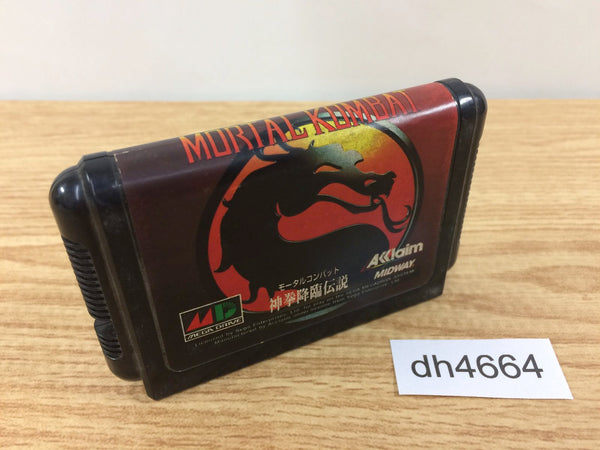 MORTAL KOMBAT
Acclaim
MIDWAY
モータルコンバット
神拳降臨伝説
MD
MEGA DRIVE
dh4664